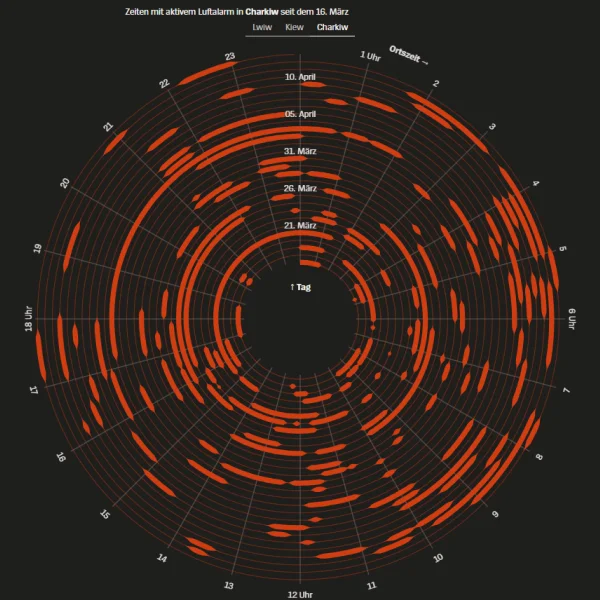 Zeiten mit aktivem Luftalarm in Charkiw seit dem 16. März
Lwiw Kiew Charkiw
Ortszeit →
1 Uhr
2
3
4
5
6 Uhr
7
8
9
10
11
12 Uhr
13
14
15
16
17
18 Uhr
19
20
21
22
23
10. April
05. April
31. März
26. März
21. März
↑ Tag